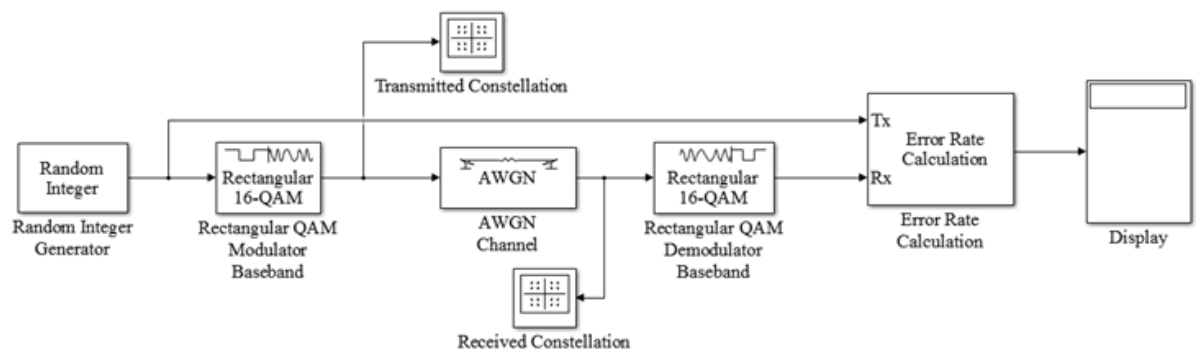 Transmitted Constellation
Random
Integer
Random Integer
Generator
Rectangular
16-QAM
Rectangular QAM
Modulator
Baseband
AWGN
AWGN
Channel
Received Constellation
Rectangular
16-QAM
Rectangular QAM
Demodulator
Baseband
Tx
Rx
Error Rate
Calculation
Error Rate
Calculation
Display